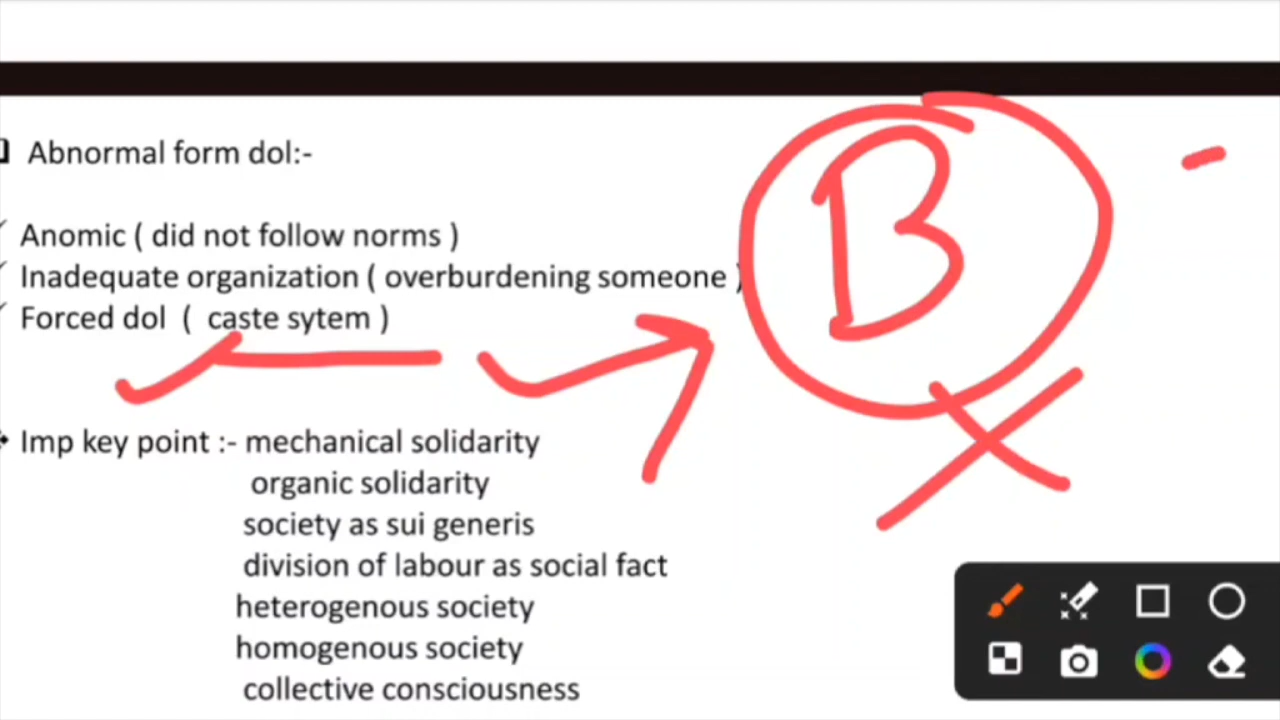 Abnormal form dol:-
Anomic ( did not follow norms )
Inadequate organization ( overburdening someone )
Forced dol ( caste sytem )
B
Imp key point :- mechanical solidarity
organic solidarity
society as sui generis
division of labour as social fact
heterogenous society
homogenous society
collective consciousness